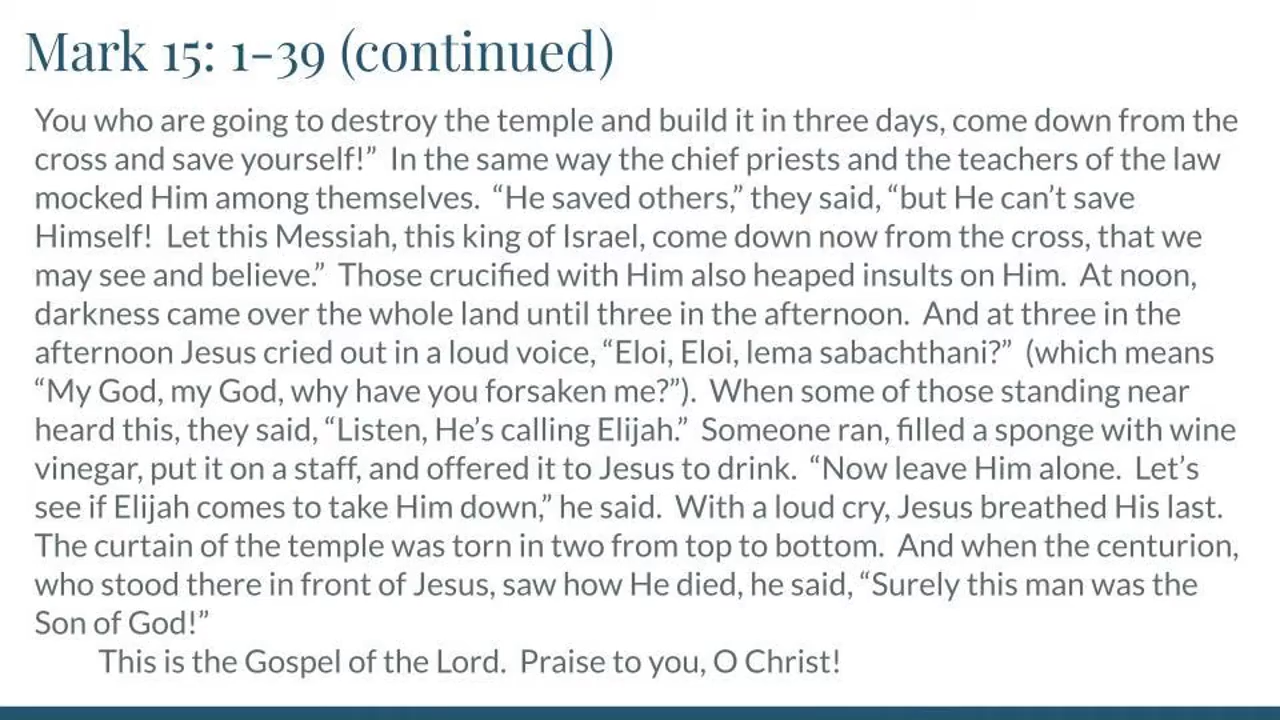 Mark 15: 1-39 (continued)
You who are going to destroy the temple and build it in three days, come down from the
cross and save yourself!”  In the same way the chief priests and the teachers of the law
mocked Him among themselves.  “He saved others,” they said, “but He can’t save
Himself!  Let this Messiah, this king of Israel, come down now from the cross, that we
may see and believe.”  Those crucified with Him also heaped insults on Him.  At noon,
darkness came over the whole land until three in the afternoon.  And at three in the
afternoon Jesus cried out in a loud voice, “Eloi, Eloi, lema sabachthani?”  (which means
“My God, my God, why have you forsaken me?”).  When some of those standing near
heard this, they said, “Listen, He’s calling Elijah.”  Someone ran, filled a sponge with wine
vinegar, put it on a staff, and offered it to Jesus to drink.  “Now leave Him alone.  Let’s
see if Elijah comes to take Him down,” he said.  With a loud cry, Jesus breathed His last.
The curtain of the temple was torn in two from top to bottom.  And when the centurion,
who stood there in front of Jesus, saw how He died, he said, “Surely this man was the
Son of God!”
This is the Gospel of the Lord.  Praise to you, O Christ!